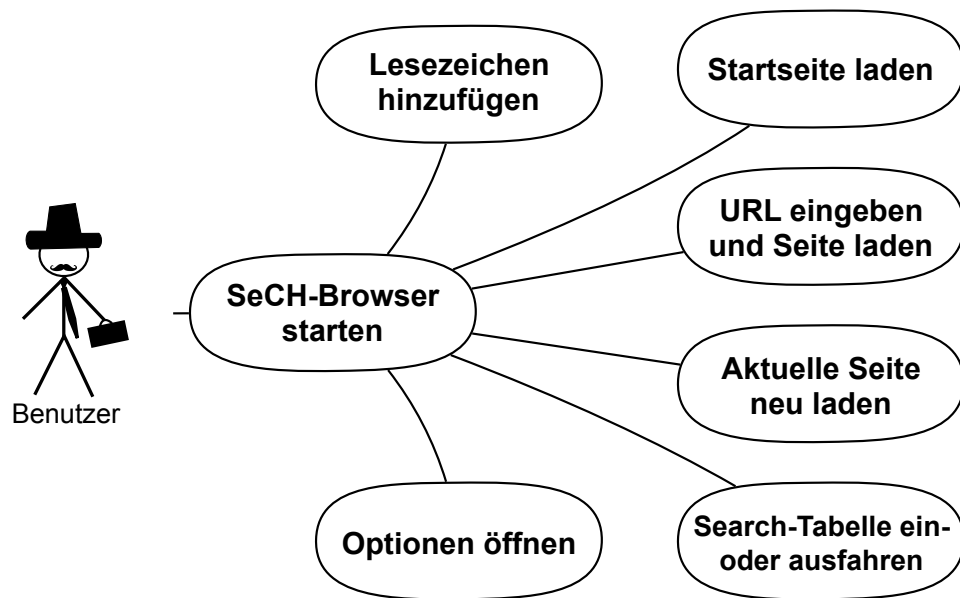 Lesezeichen
hinzufügen
Startseite laden
URL eingeben
und Seite laden
SeCH-Browser
starten
Benutzer
Aktuelle Seite
neu laden
Optionen öffnen
Search-Tabelle ein-
oder ausfahren